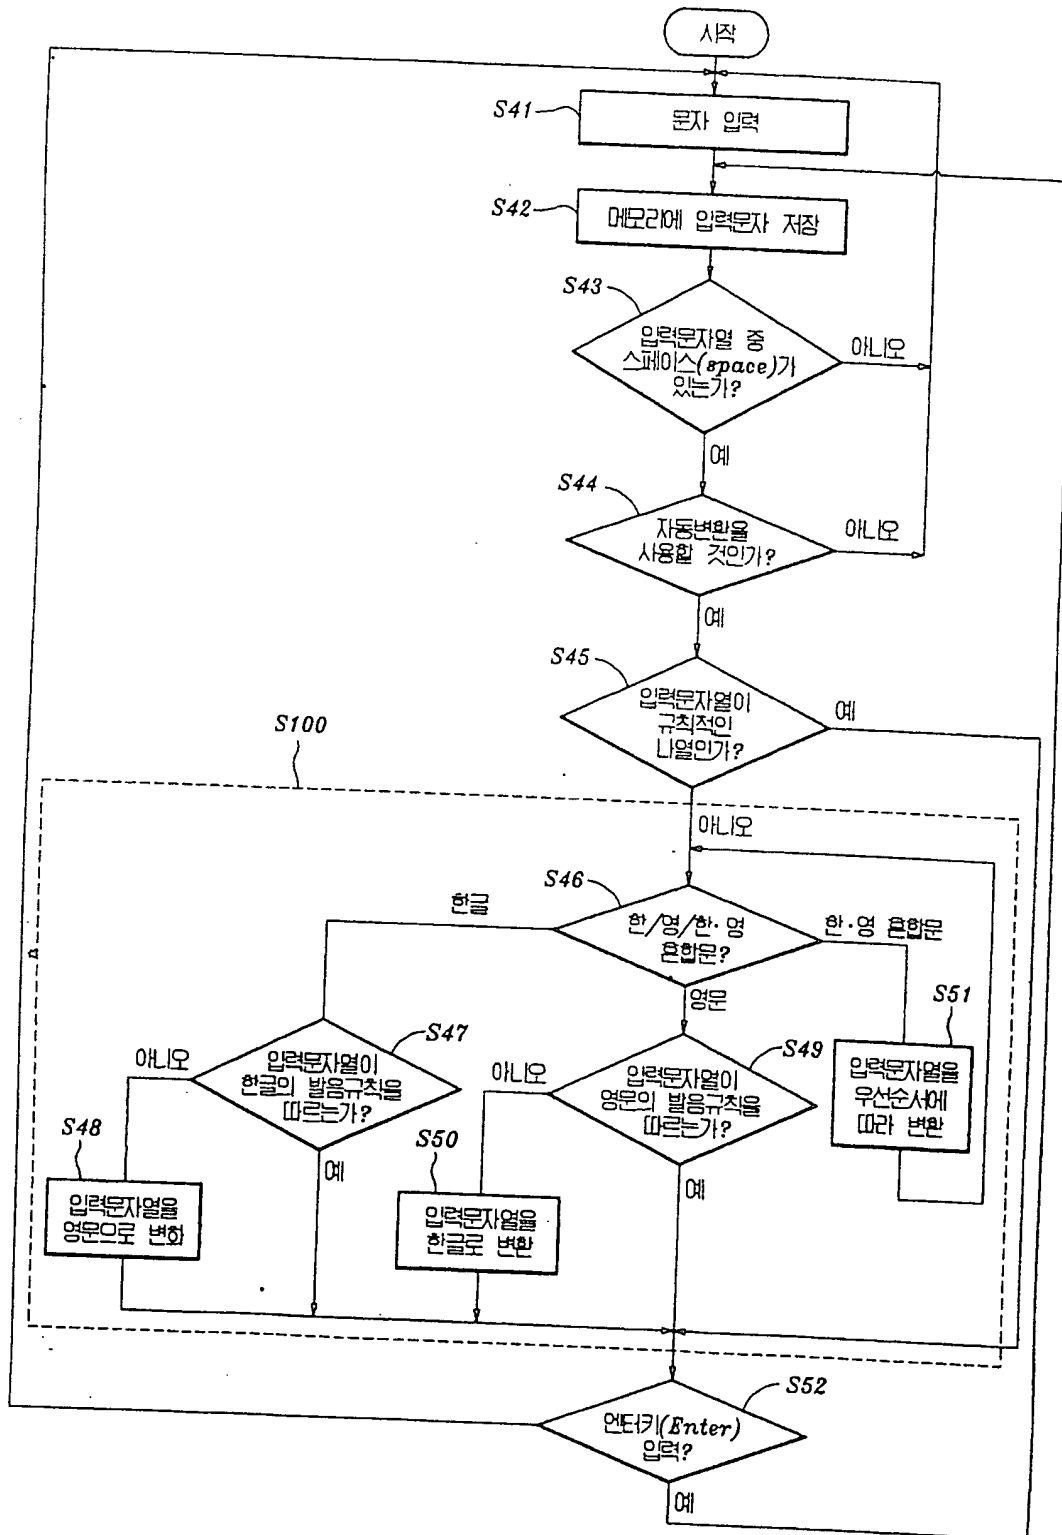 시작
S41
문자 입력
S42
메모리에 입력문자 저장
S43
입력문자열 중
스페이스(space)가
있는가?
아니오
예
S44
자동변환을
사용할 것인가?
아니오
예
S45
입력문자열이
규칙적인
나열인가?
예
S100
아니오
S46
한글
한/영/한·영
혼합문?
한·영 혼합문
영문
S51
S47
아니오
입력문자열이
한글의 발음규칙을
따르는가?
S49
아니오
입력문자열이
영문의 발음규칙을
따르는가?
입력문자열을
우선순서에
따라 변환
S48
예
S50
예
입력문자열을
영문으로 변화
입력문자열을
한글로 변환
S52
엔터키(Enter)
입력?
예